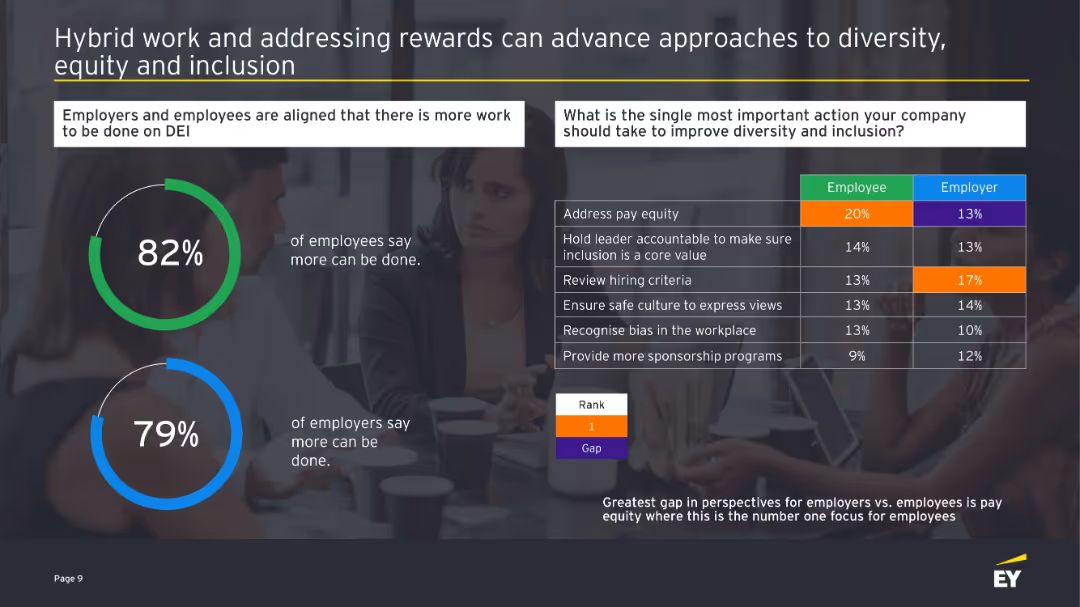 Hybrid work and addressing rewards can advance approaches to diversity,
equity and inclusion
Employers and employees are aligned that there is more work
to be done on DEI
82%
of employees say
more can be done.
79%
of employers say
more can be
done.
What is the single most important action your company
should take to improve diversity and inclusion?
Employee Employer
Address pay equity 20% 13%
Hold leader accountable to make sure
inclusion is a core value 14% 13%
Review hiring criteria 13% 17%
Ensure safe culture to express views 13% 14%
Recognise bias in the workplace 13% 10%
Provide more sponsorship programs 9% 12%
Rank
1
Gap
Greatest gap in perspectives for employers vs. employees is pay
equity where this is the number one focus for employees
Page 9
EY